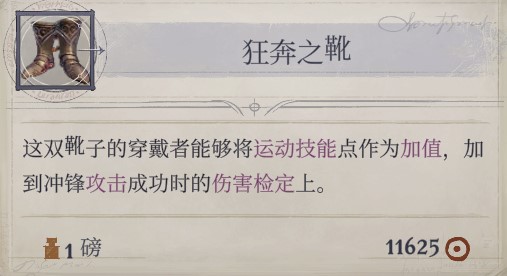 狂奔之靴
这双靴子的穿戴者能够将运动技能点作为加值，加
到冲锋攻击成功时的伤害检定上。
1 磅
11625